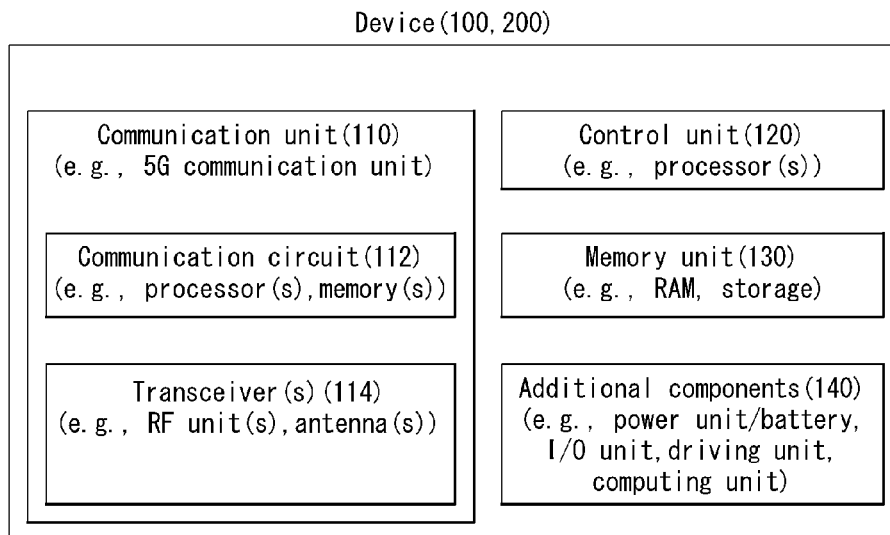 Device(100,200)
Communication unit(110)
(e.g., 5G communication unit)
Communication circuit(112)
(e.g., processor(s),memory(s))
Transceiver(s)(114)
(e.g., RF unit(s),antenna(s))
Control unit(120)
(e.g., processor(s))
Memory unit(130)
(e.g., RAM, storage)
Additional components(140)
(e.g., power unit/battery,
I/O unit,driving unit,
computing unit)